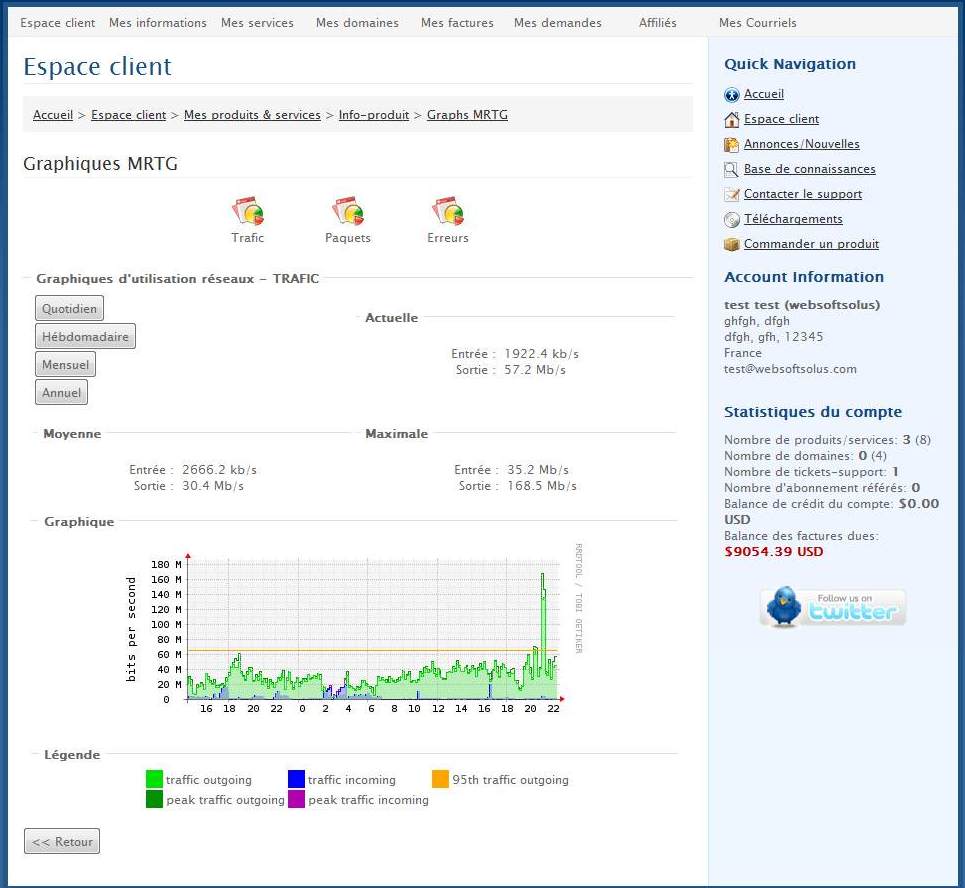 Espace client Mes informations Mes services Mes domaines Mes factures Mes demandes Affiliés Mes Courriels
Espace client
Accueil > Espace client > Mes produits & services > Info-produit > Graphs MRTG
Graphiques MRTG
Trafic Paquets Erreurs
Graphiques d'utilisation réseaux - TRAFIC
Quotidien
Hébdomadaire
Mensuel
Annuel
Actuelle
Entrée : 1922.4 kb/s
Sortie : 57.2 Mb/s
Moyenne
Entrée : 2666.2 kb/s
Sortie : 30.4 Mb/s
Maximale
Entrée : 35.2 Mb/s
Sortie : 168.5 Mb/s
Graphique
bits per second
180 M
160 M
140 M
120 M
100 M
80 M
60 M
40 M
20 M
0
16 18 20 22 0 2 4 6 8 10 12 14 16 18 20 22
RRDTOOL / TOBI OETIKER
Légende
traffic outgoing traffic incoming 95th traffic outgoing
peak traffic outgoing peak traffic incoming
<< Retour
Quick Navigation
Accueil
Espace client
Annonces/Nouvelles
Base de connaissances
Contacter le support
Téléchargements
Commander un produit
Account Information
test test (websoftsolus)
ghfgh, dfgh
dfgh, gfh, 12345
France
test@websoftsolus.com
Statistiques du compte
Nombre de produits/services: 3 (8)
Nombre de domaines: 0 (4)
Nombre de tickets-support: 1
Nombre d'abonnement référés: 0
Balance de crédit du compte: $0.00
USD
Balance des factures dues:
$9054.39 USD
Follow us on
twitter